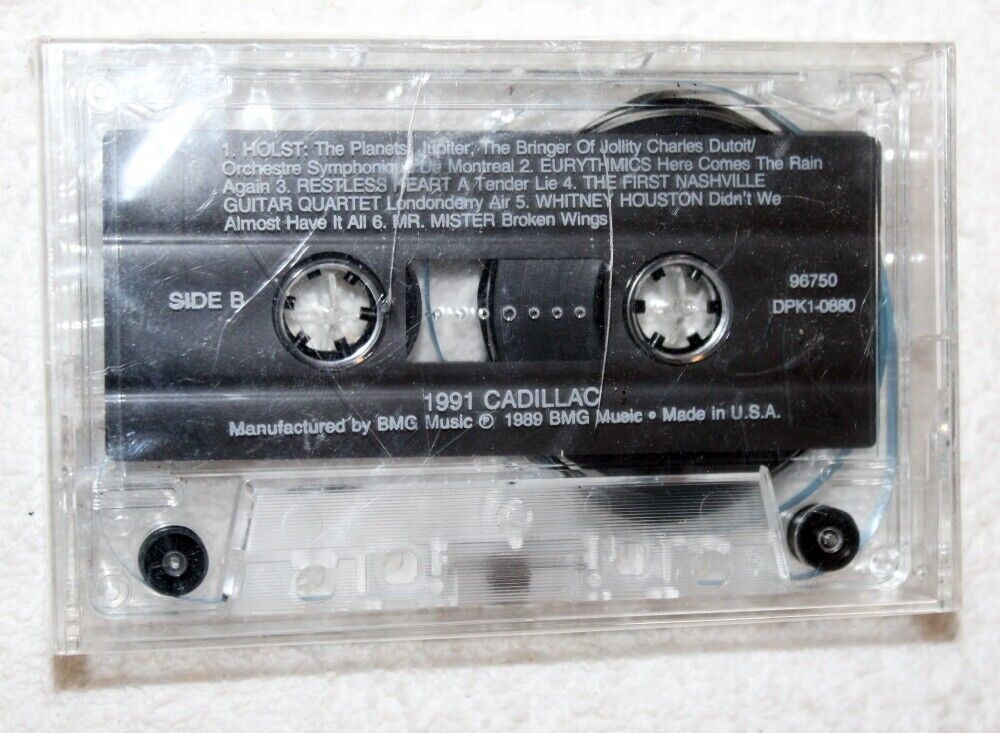 1. HOLST: The Planets, Jupiter, The Bringer Of Jollity Charles Dutoit/
Orchestre Symphonique De Montreal 2. EURYTHMICS Here Comes The Rain
Again 3. RESTLESS HEART A Tender Lie 4. THE FIRST NASHVILLE
GUITAR QUARTET Londonderry Air 5. WHITNEY HOUSTON Didn't We
Almost Have It All 6. MR. MISTER Broken Wings
SIDE B
96750
DPK1-0880
1991 CADILLAC
Manufactured by BMG Music ℗ 1989 BMG Music • Made in U.S.A.